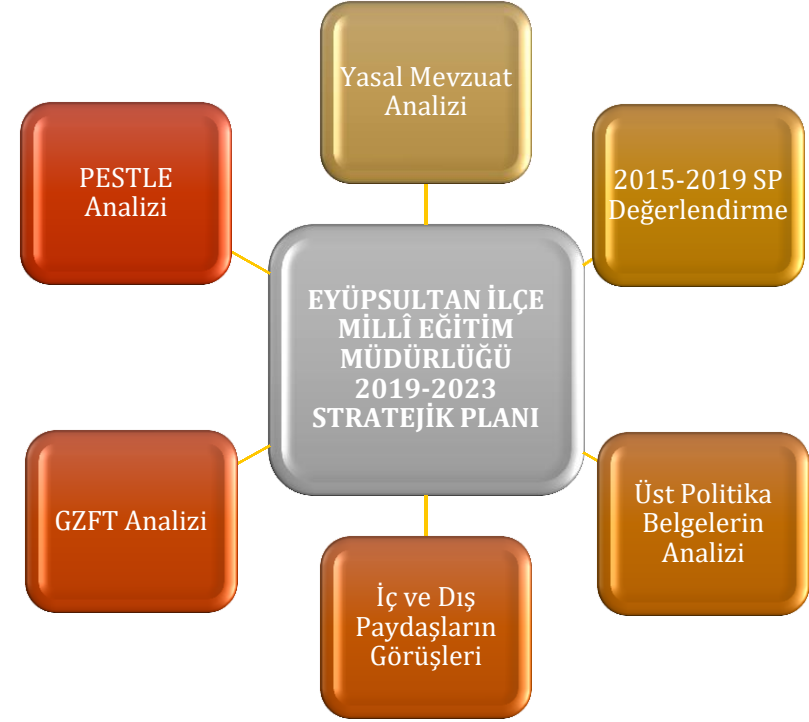 Yasal Mevzuat
Analizi
PESTLE
Analizi
2015-2019 SP
Değerlendirme
EYÜPSULTAN İLÇE
MİLLÎ EĞİTİM
MÜDÜRLÜĞÜ
2019-2023
STRATEJİK PLANI
GZFT Analizi
Üst Politika
Belgelerin
Analizi
İç ve Dış
Paydaşların
Görüşleri